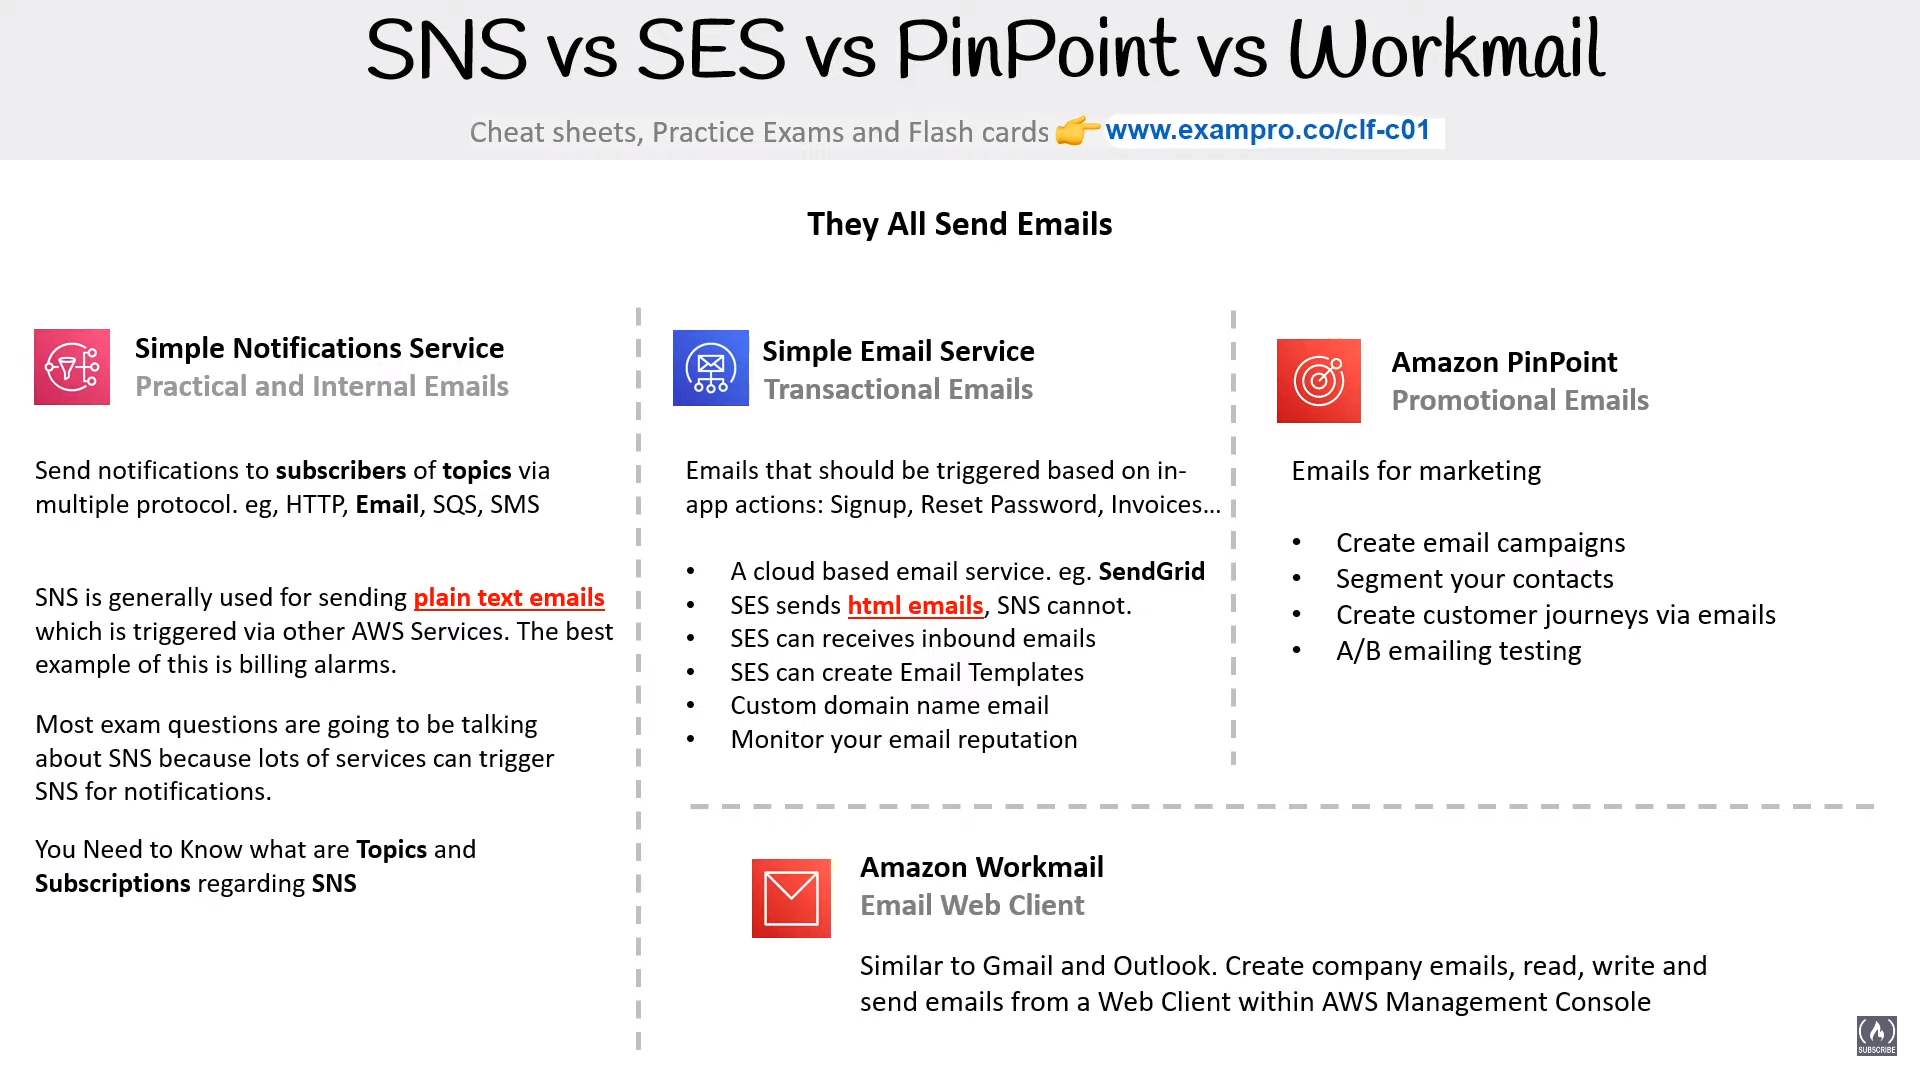 SNS vs SES vs PinPoint vs Workmail
Cheat sheets, Practice Exams and Flash cards 👉 www.exampro.co/clf-c01
They All Send Emails
Simple Notifications Service
Practical and Internal Emails
Send notifications to subscribers of topics via
multiple protocol. eg, HTTP, Email, SQS, SMS
SNS is generally used for sending plain text emails
which is triggered via other AWS Services. The best
example of this is billing alarms.
Most exam questions are going to be talking
about SNS because lots of services can trigger
SNS for notifications.
You Need to Know what are Topics and
Subscriptions regarding SNS
Simple Email Service
Transactional Emails
Emails that should be triggered based on in-
app actions: Signup, Reset Password, Invoices...
• A cloud based email service. eg. SendGrid
• SES sends html emails, SNS cannot.
• SES can receives inbound emails
• SES can create Email Templates
• Custom domain name email
• Monitor your email reputation
Amazon PinPoint
Promotional Emails
Emails for marketing
• Create email campaigns
• Segment your contacts
• Create customer journeys via emails
• A/B emailing testing
Amazon Workmail
Email Web Client
Similar to Gmail and Outlook. Create company emails, read, write and
send emails from a Web Client within AWS Management Console
SUBSCRIBE